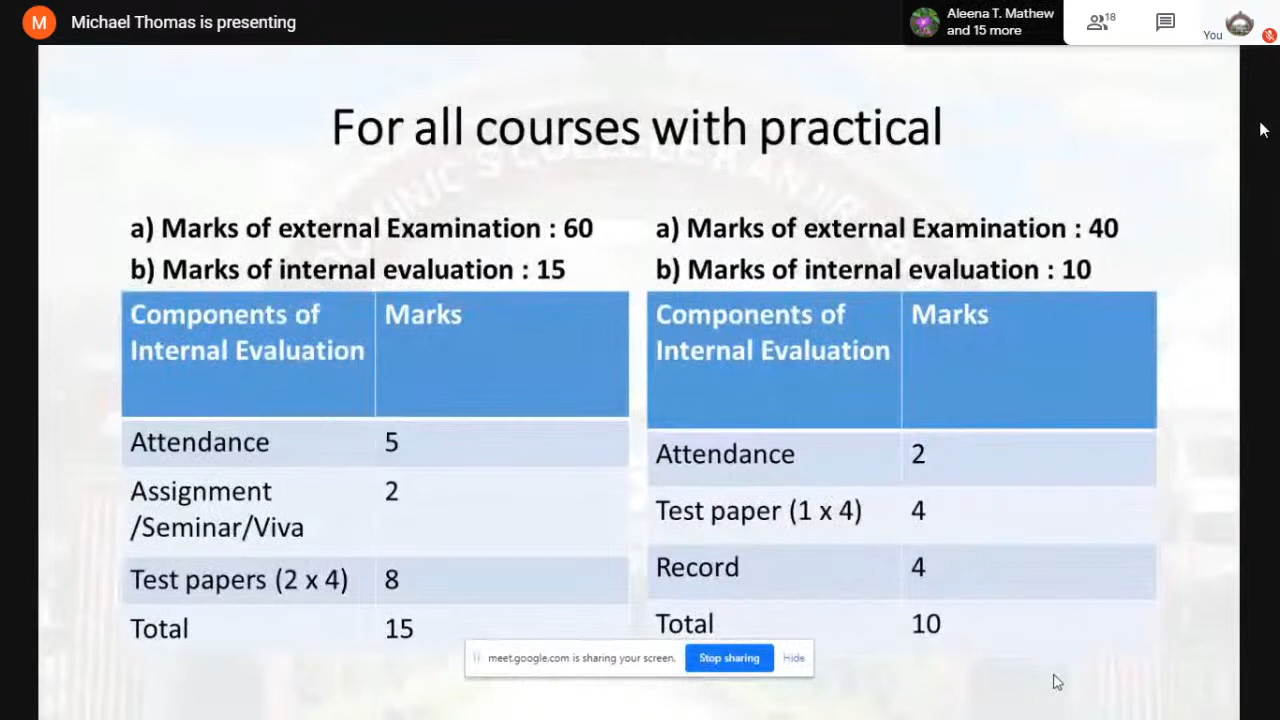 M Michael Thomas is presenting
Aleena T. Mathew
and 15 more
18
You
For all courses with practical
a) Marks of external Examination : 60
b) Marks of internal evaluation : 15
Components of Internal Evaluation
Marks
Attendance 5
Assignment 2
/Seminar/Viva
Test papers (2 x 4) 8
Total 15
a) Marks of external Examination : 40
b) Marks of internal evaluation : 10
Components of Internal Evaluation
Marks
Attendance 2
Test paper (1 x 4) 4
Record 4
Total 10
meet.google.com is sharing your screen. Stop sharing Hide